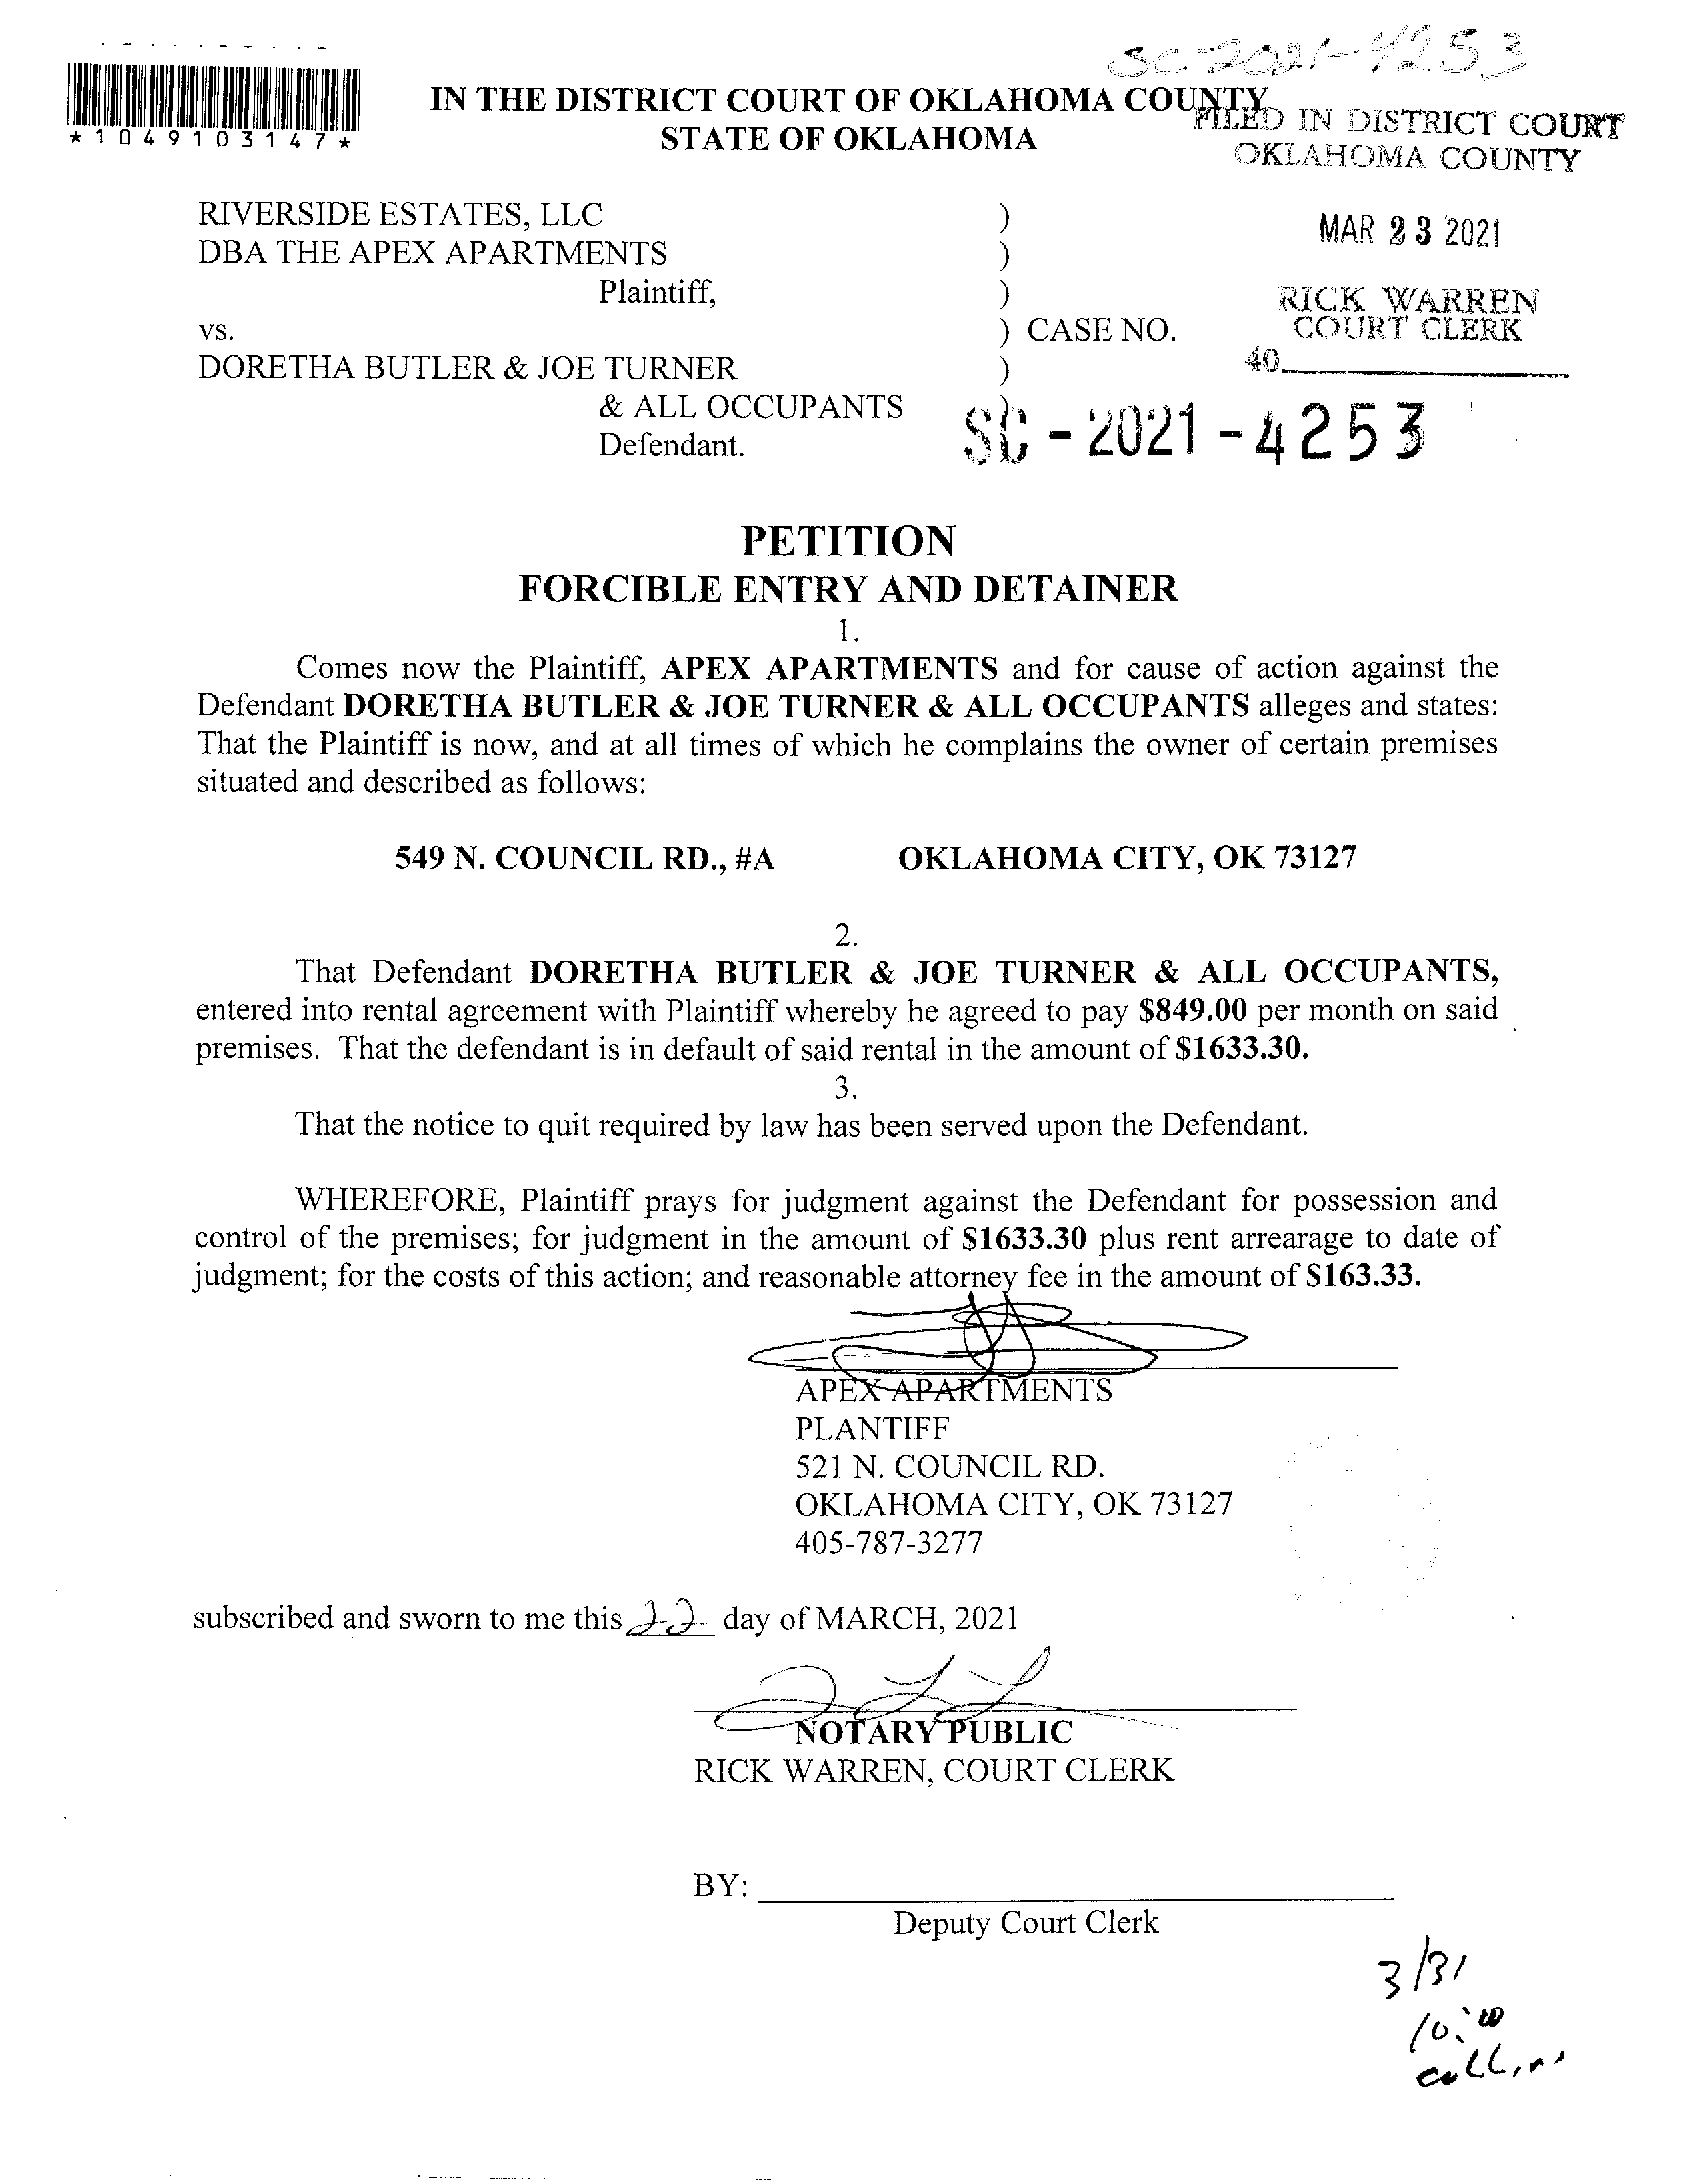 SC-2021-4253
*1049103147*
IN THE DISTRICT COURT OF OKLAHOMA COUNTY
STATE OF OKLAHOMA
FILED IN DISTRICT COURT
OKLAHOMA COUNTY
MAR 23 2021
RICK WARREN
COURT CLERK
40
RIVERSIDE ESTATES, LLC )
DBA THE APEX APARTMENTS )
Plaintiff, )
vs. ) CASE NO.
DORETHA BUTLER & JOE TURNER )
& ALL OCCUPANTS )
Defendant.
SC - 2021 - 4253
PETITION
FORCIBLE ENTRY AND DETAINER
1.
Comes now the Plaintiff, APEX APARTMENTS and for cause of action against the
Defendant DORETHA BUTLER & JOE TURNER & ALL OCCUPANTS alleges and states:
That the Plaintiff is now, and at all times of which he complains the owner of certain premises
situated and described as follows:
549 N. COUNCIL RD., #A OKLAHOMA CITY, OK 73127
2.
That Defendant DORETHA BUTLER & JOE TURNER & ALL OCCUPANTS,
entered into rental agreement with Plaintiff whereby he agreed to pay $849.00 per month on said
premises. That the defendant is in default of said rental in the amount of $1633.30.
3.
That the notice to quit required by law has been served upon the Defendant.
WHEREFORE, Plaintiff prays for judgment against the Defendant for possession and
control of the premises; for judgment in the amount of $1633.30 plus rent arrearage to date of
judgment; for the costs of this action; and reasonable attorney fee in the amount of $163.33.
APEX APARTMENTS
PLANTIFF
521 N. COUNCIL RD.
OKLAHOMA CITY, OK 73127
405-787-3277
subscribed and sworn to me this 22 day of MARCH, 2021
NOTARY PUBLIC
RICK WARREN, COURT CLERK
BY:
Deputy Court Clerk
3/31
10:00
collins